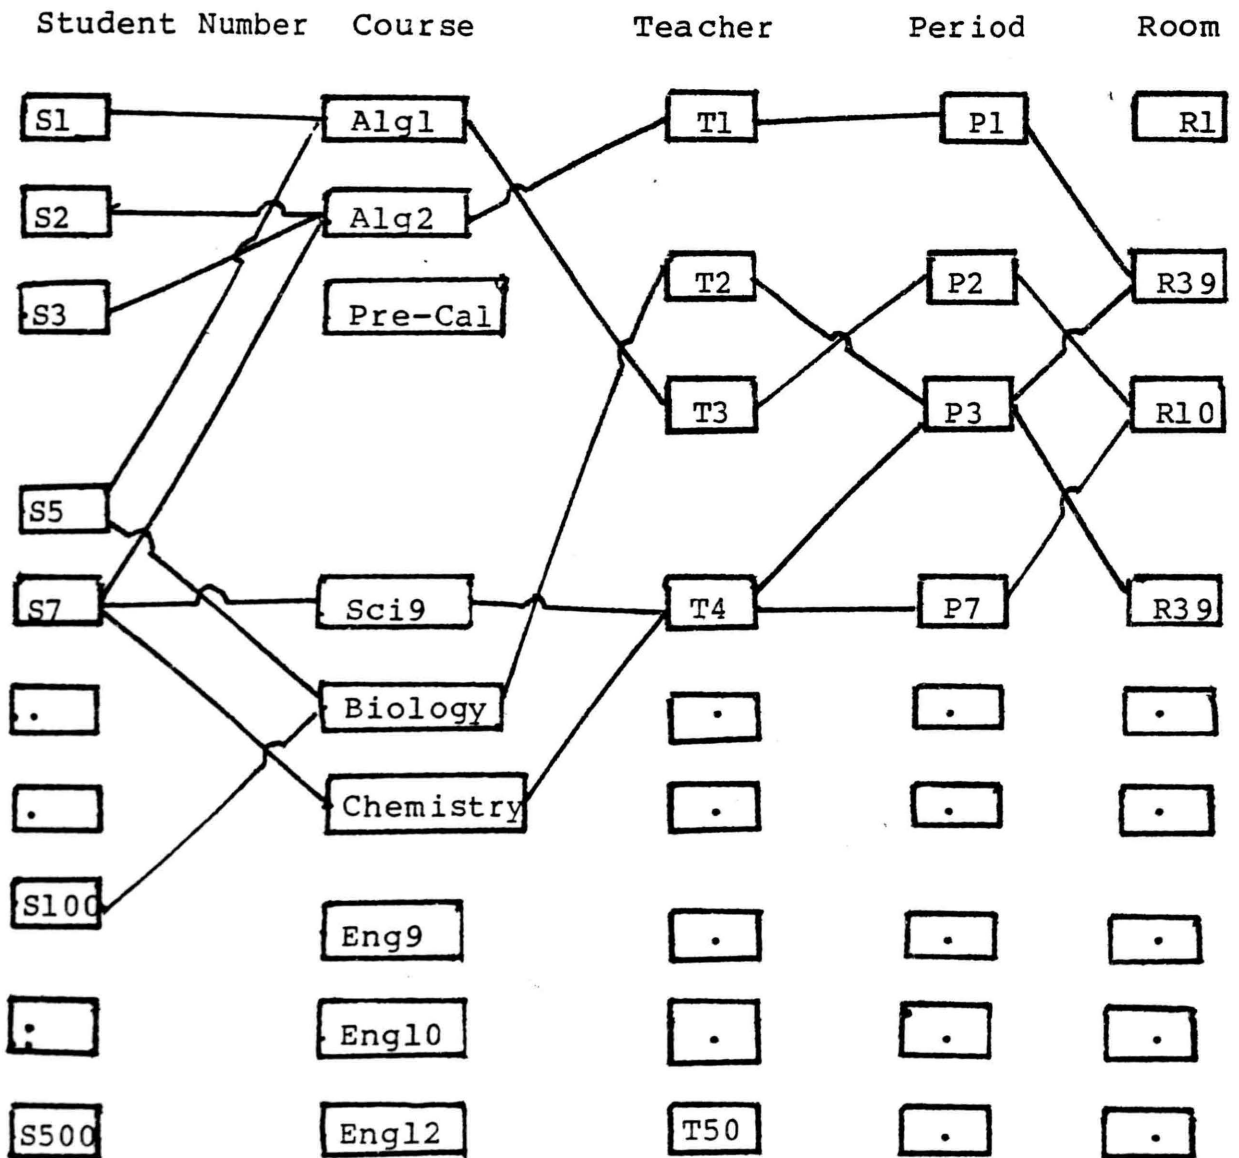 Student Number Course Teacher Period Room
S1 Alg1 T1 P1 R1
S2 Alg2
S3 Pre-Cal T2 P2 R39
T3 P3 R10
S5
S7 Sci9 T4 P7 R39
. Biology . . .
. Chemistry . . .
S100 Eng9 . . .
: Eng10 . . .
S500 Eng12 T50 . .